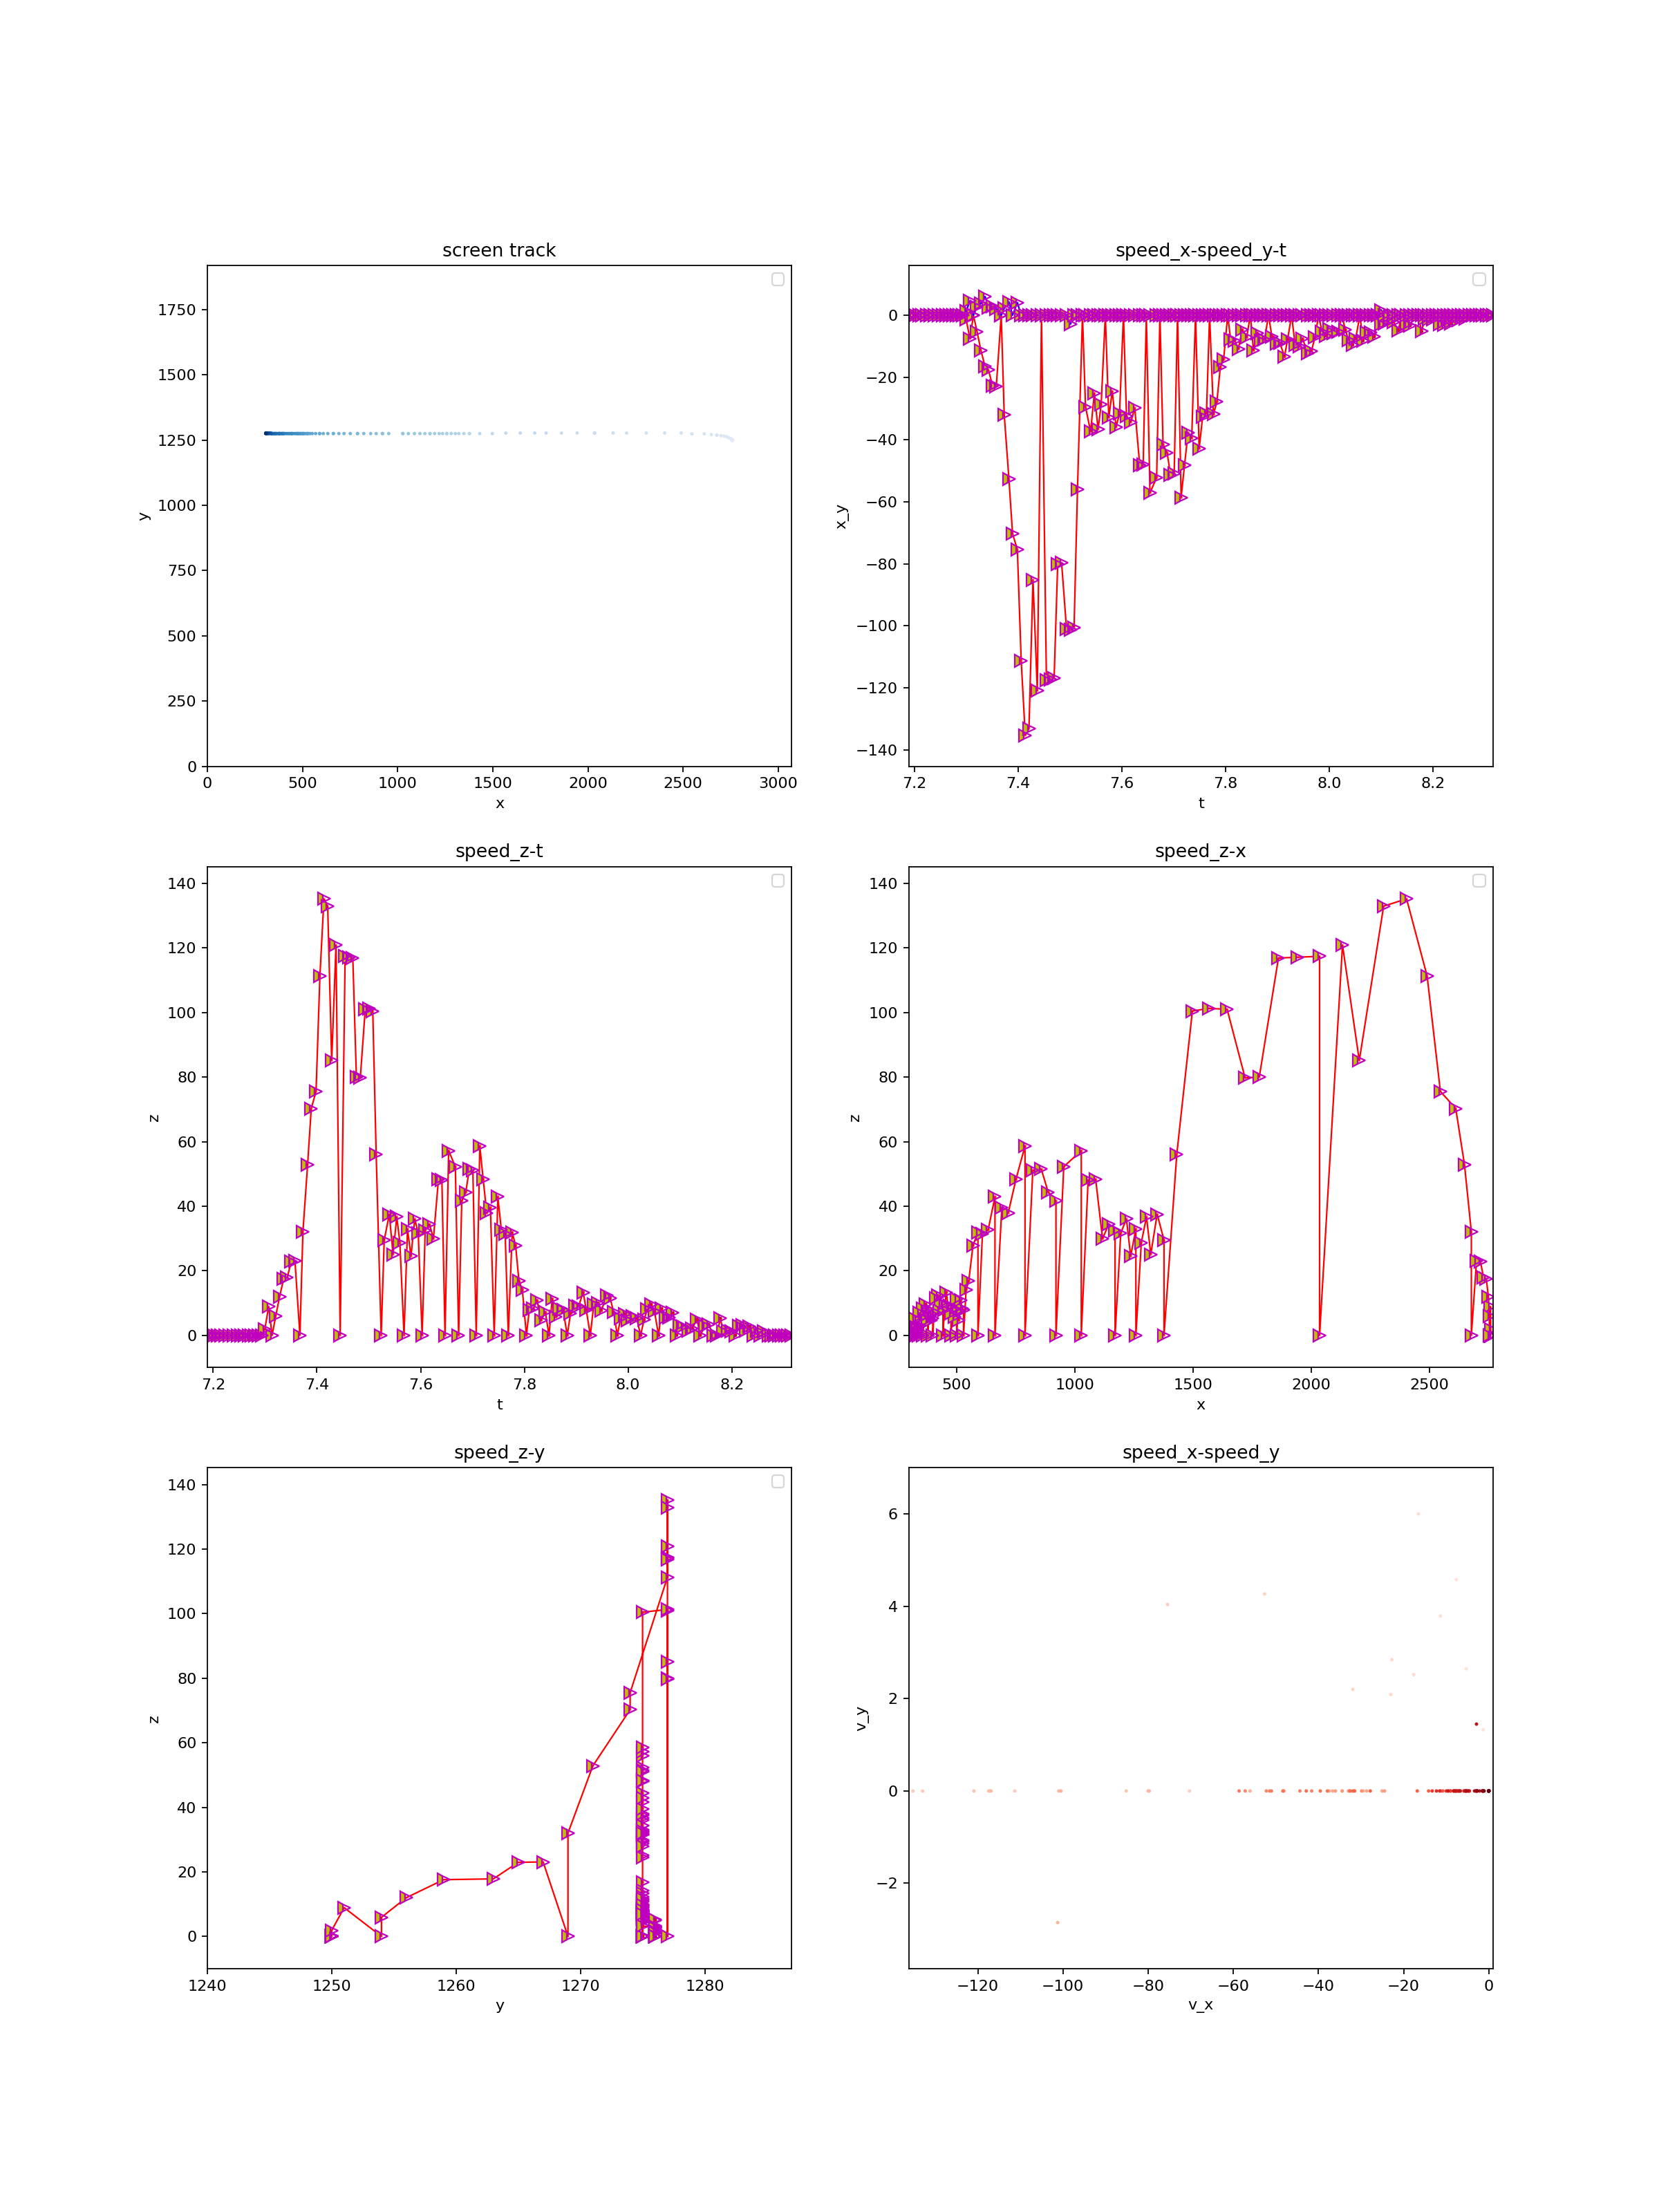 screen track
1750
1500
1250
1000
750
500
250
0
y
0 500 1000 1500 2000 2500 3000
x
speed_x-speed_y-t
0
−20
−40
−60
−80
−100
−120
−140
x_y
7.2 7.4 7.6 7.8 8.0 8.2
t
speed_z-t
140
120
100
80
60
40
20
0
z
7.2 7.4 7.6 7.8 8.0 8.2
t
speed_z-x
140
120
100
80
60
40
20
0
z
500 1000 1500 2000 2500
x
speed_z-y
140
120
100
80
60
40
20
0
z
1240 1250 1260 1270 1280
y
speed_x-speed_y
6
4
2
0
−2
v_y
−120 −100 −80 −60 −40 −20 0
v_x